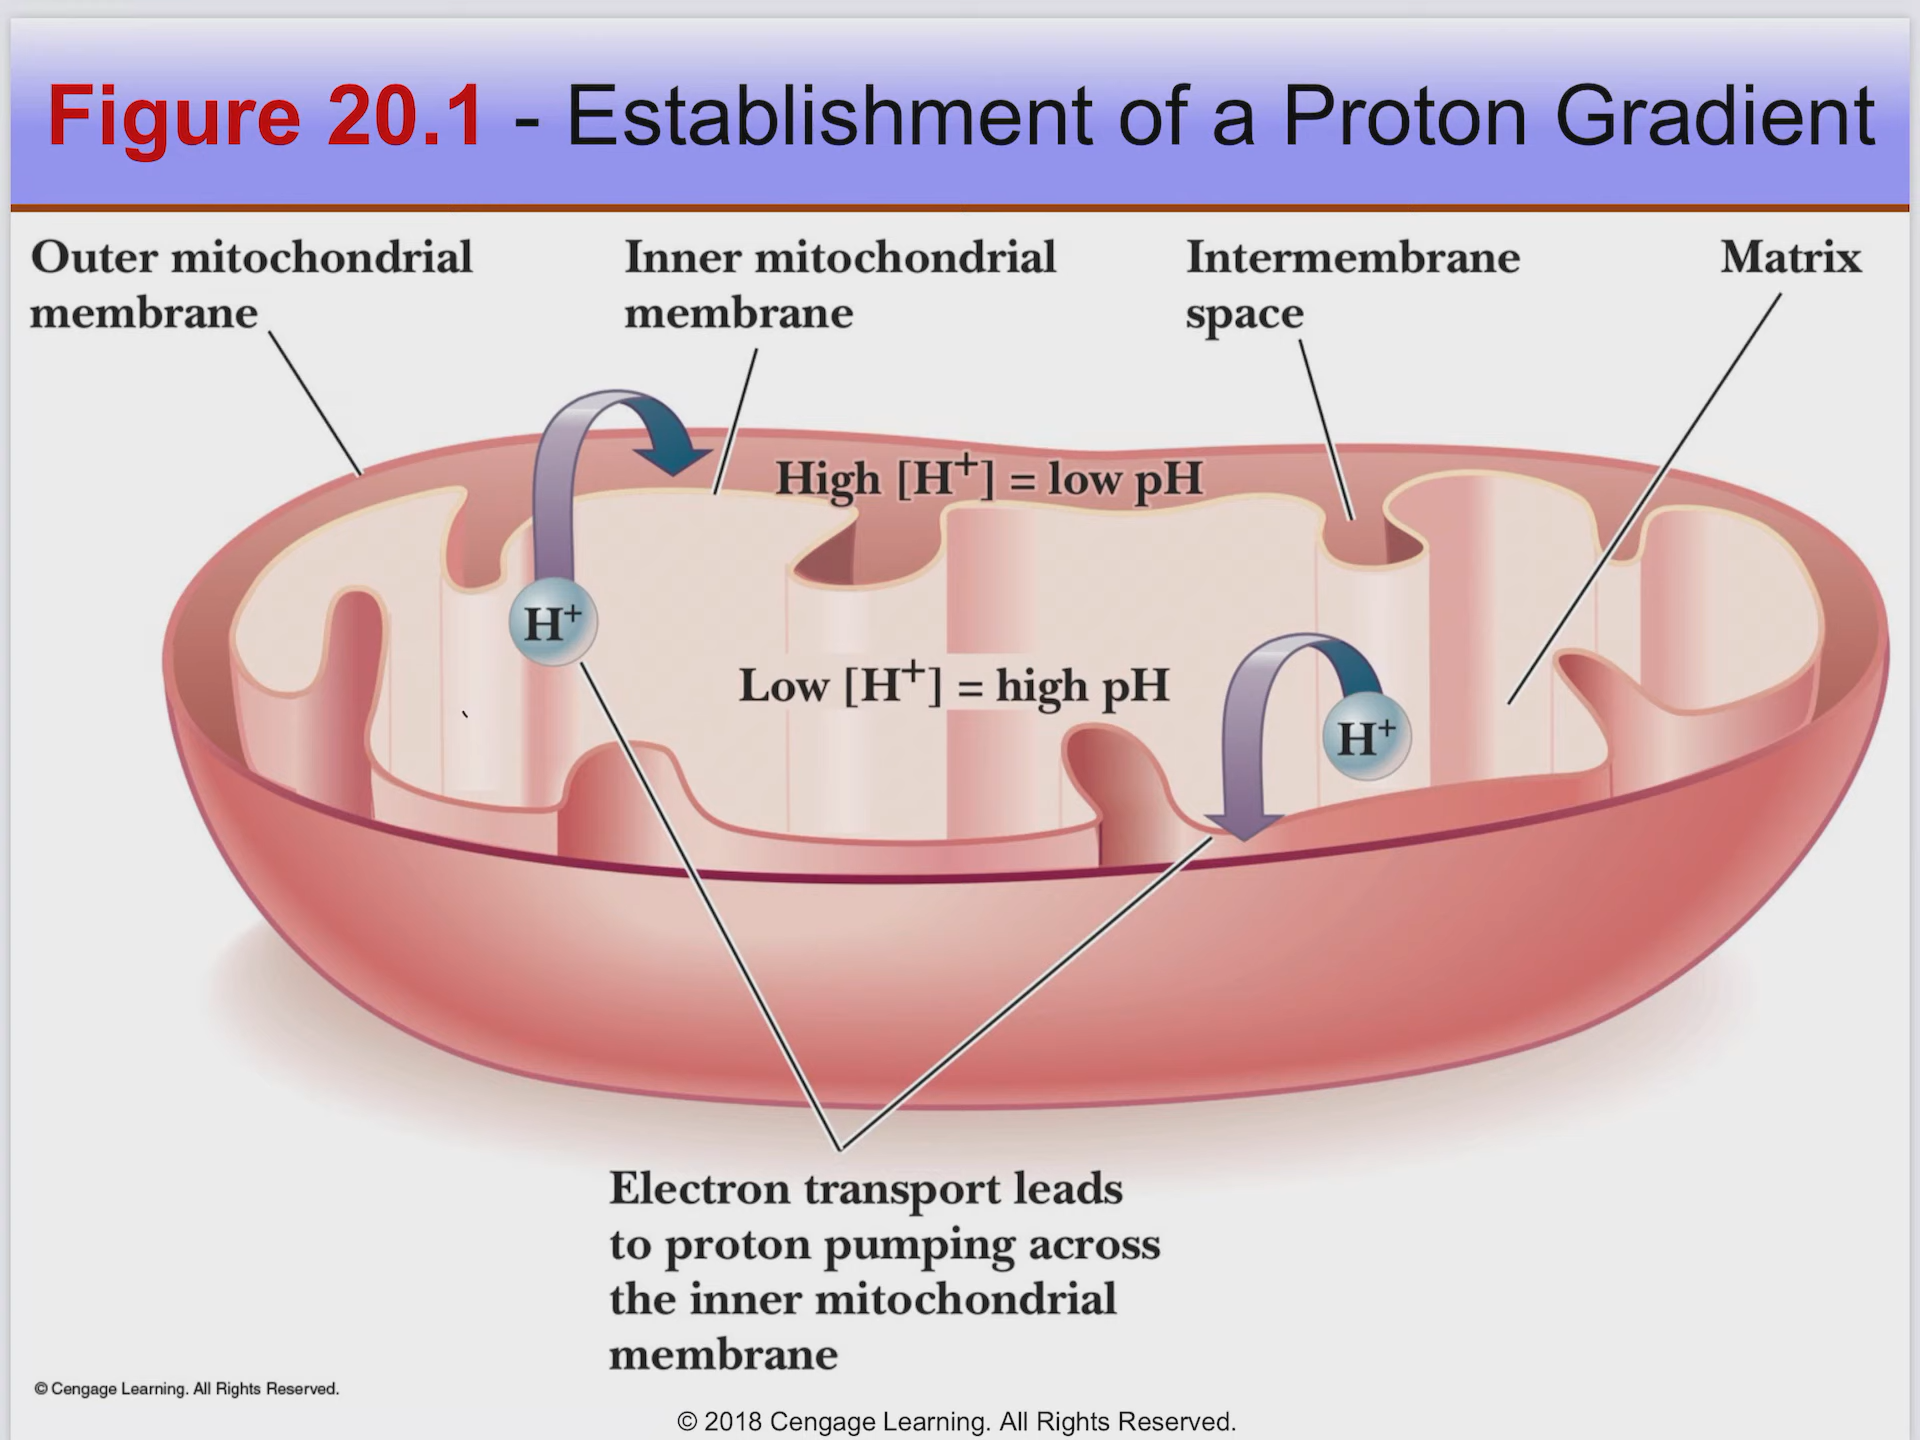 Figure 20.1 - Establishment of a Proton Gradient
Outer mitochondrial
membrane
Inner mitochondrial
membrane
Intermembrane
space
Matrix
High [H⁺] = low pH
H⁺
Low [H⁺] = high pH
H⁺
Electron transport leads
to proton pumping across
the inner mitochondrial
membrane
© Cengage Learning. All Rights Reserved.
© 2018 Cengage Learning. All Rights Reserved.